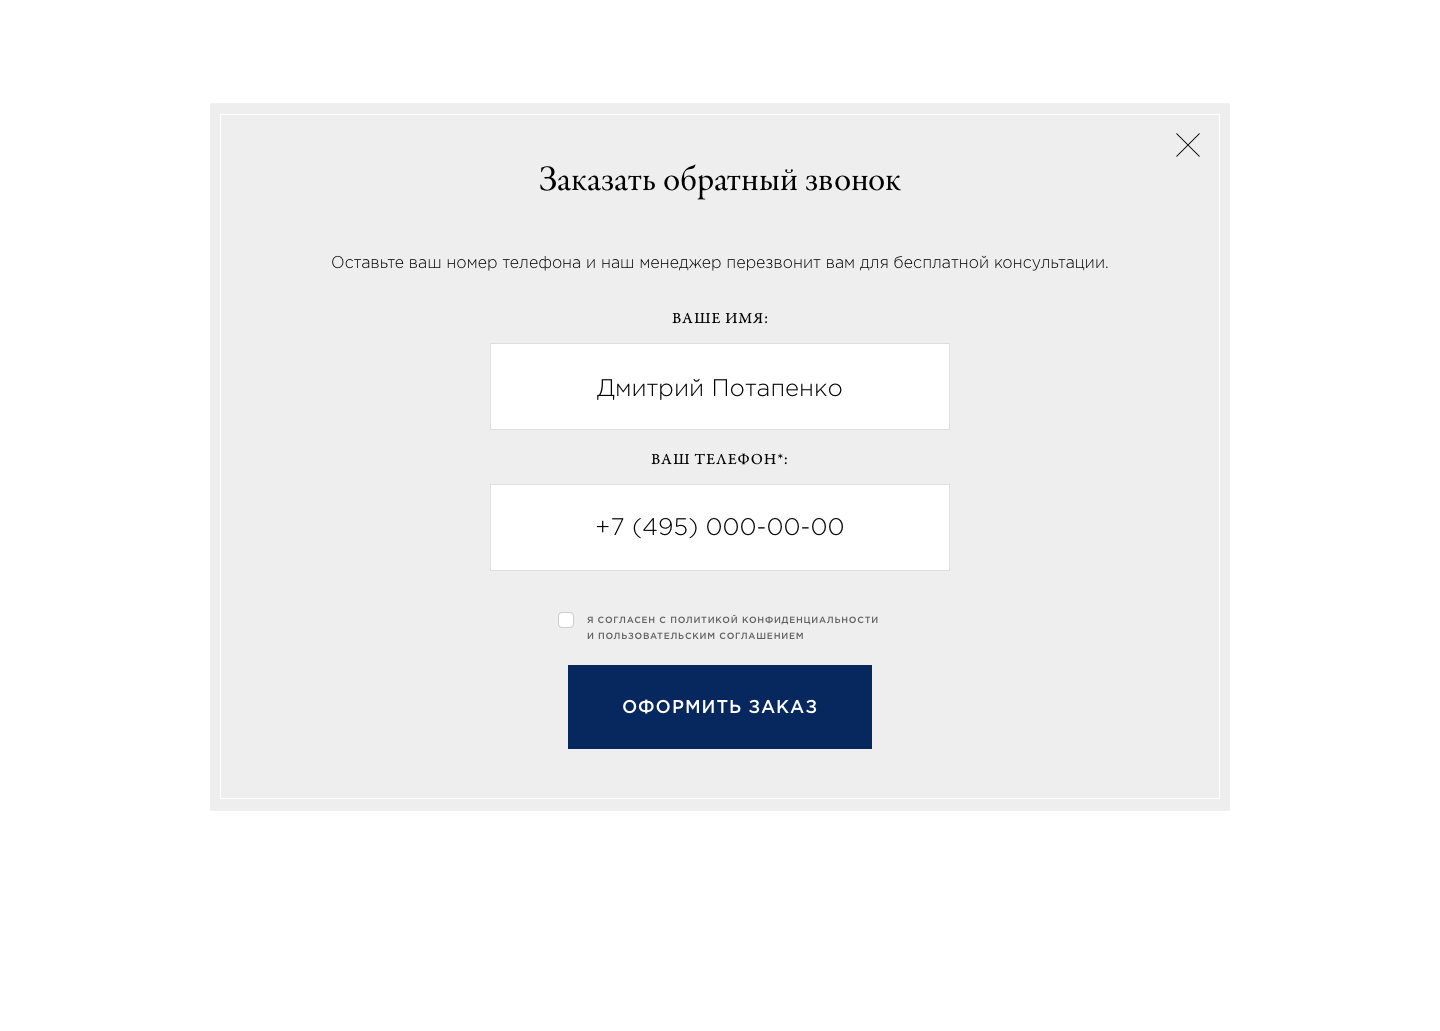 Заказать обратный звонок
Оставьте ваш номер телефона и наш менеджер перезвонит вам для бесплатной консультации.
ВАШЕ ИМЯ:
Дмитрий Потапенко
ВАШ ТЕЛЕФОН*:
+7 (495) 000-00-00
Я СОГЛАСЕН С ПОЛИТИКОЙ КОНФИДЕНЦИАЛЬНОСТИ
И ПОЛЬЗОВАТЕЛЬСКИМ СОГЛАШЕНИЕМ
ОФОРМИТЬ ЗАКАЗ